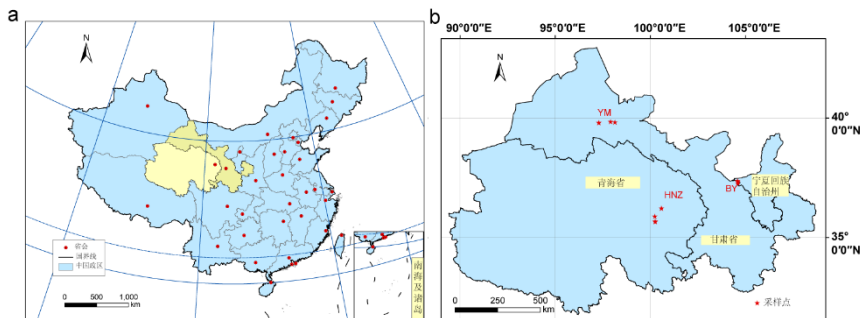 a
N
省会
国界线
中国政区
0 500 1,000
km
南海及诸岛
b
90°0'0"E 95°0'0"E 100°0'0"E 105°0'0"E
N
YM
40°
0'0"N
青海省
HNZ
BY
宁夏回族
自治州
甘肃省
35°
0'0"N
0 250 500
km
采样点